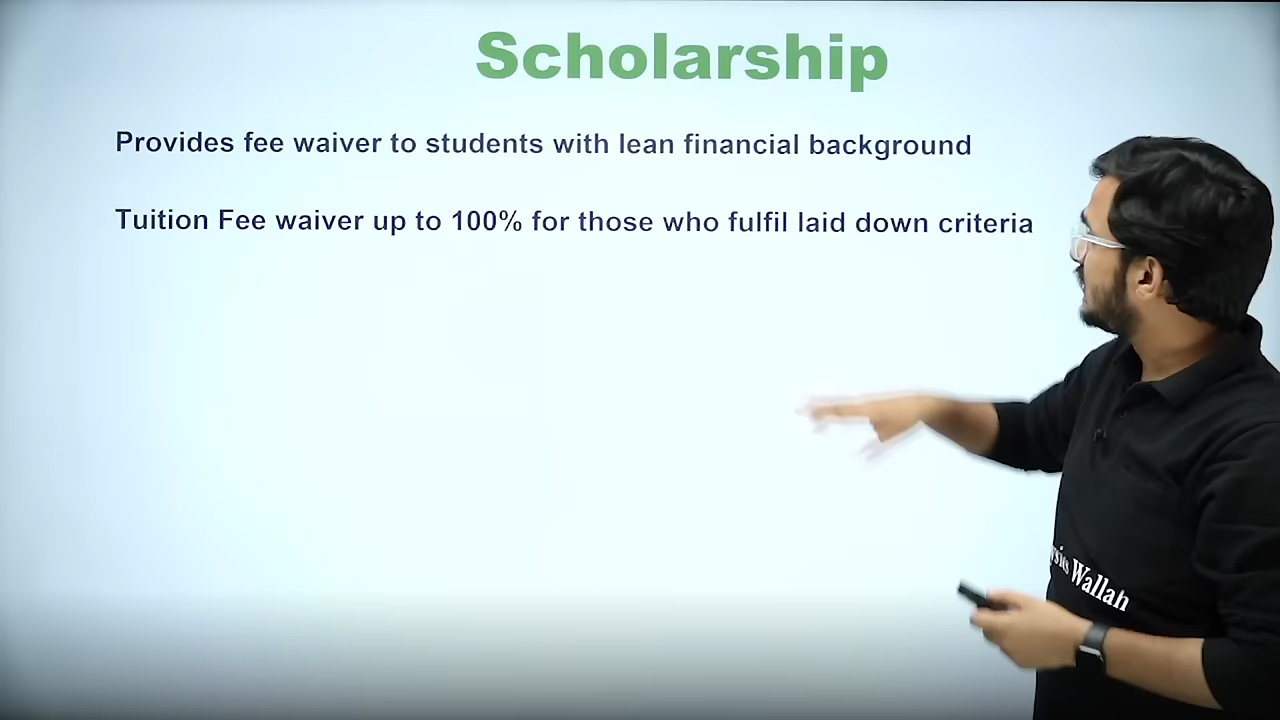 Scholarship
Provides fee waiver to students with lean financial background
Tuition Fee waiver up to 100% for those who fulfil laid down criteria
Wallah